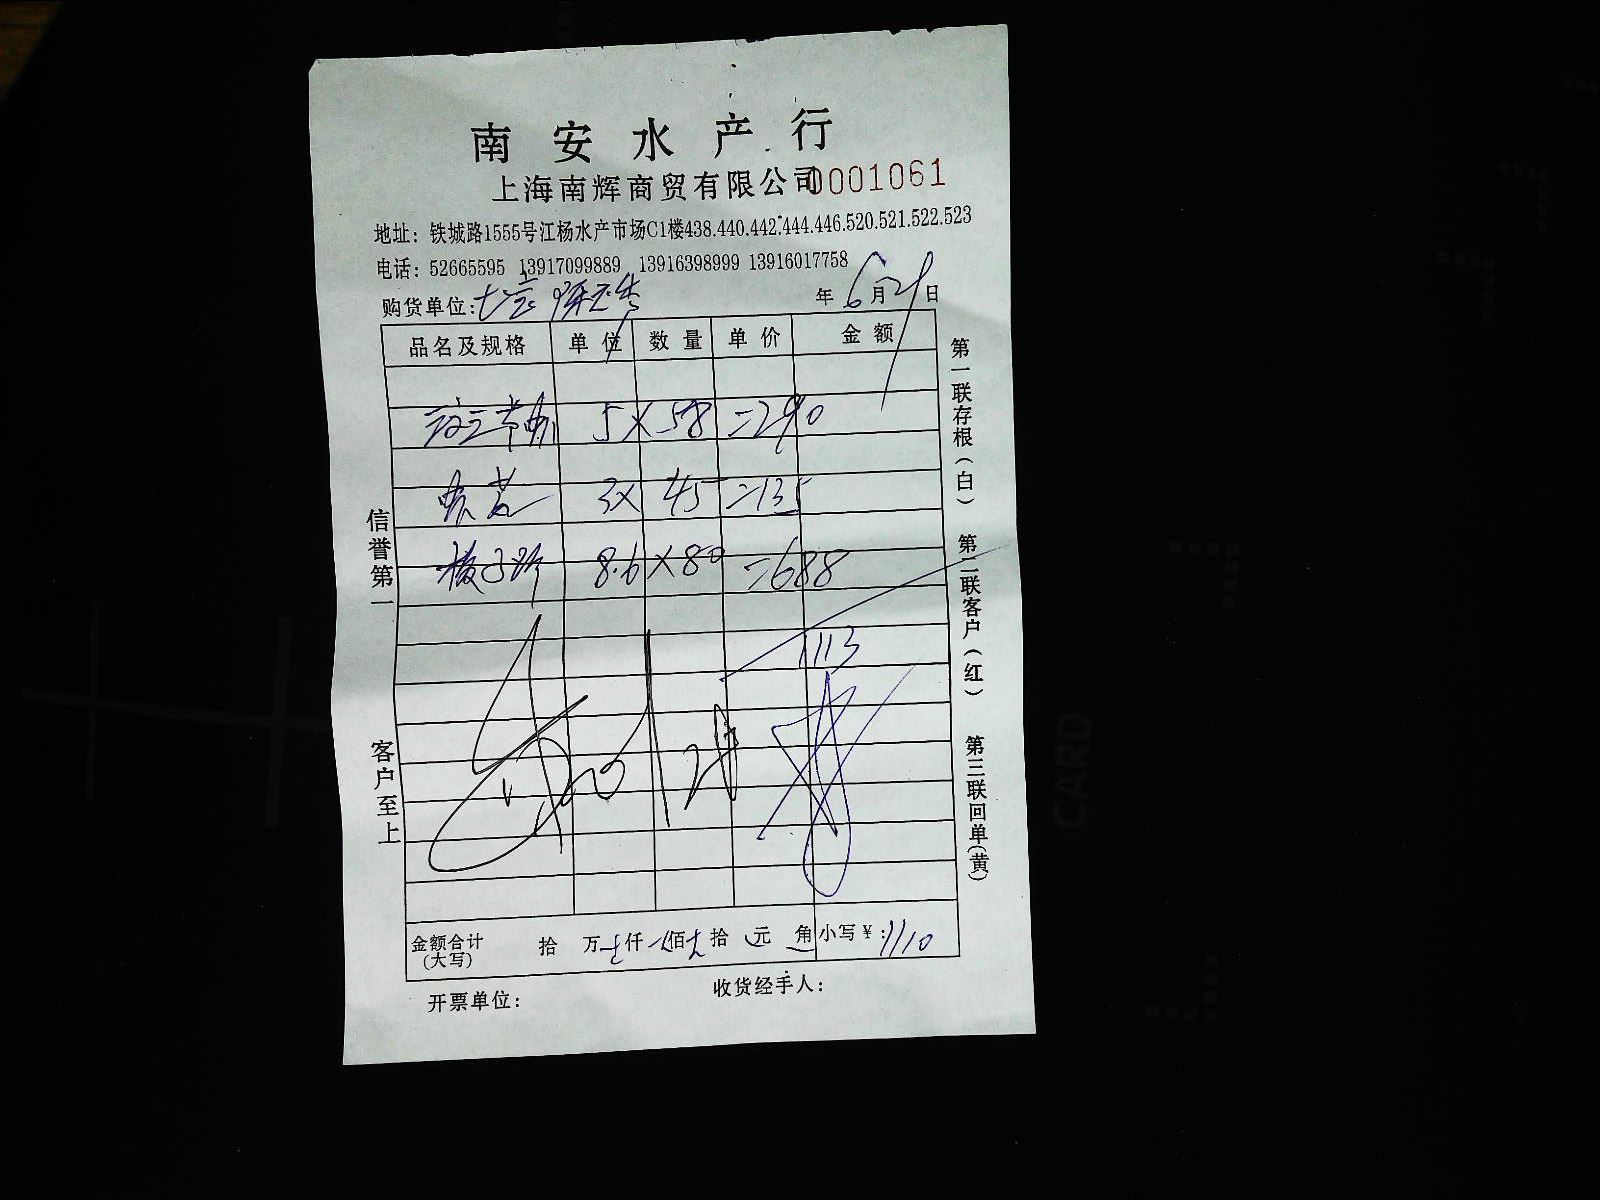 南安水产行
上海南辉商贸有限公司 0001061
地址：铁城路1555号江杨水产市场C1楼438.440.442.444.446.520.521.522.523
电话：52665595 13917099889 13916398999 13916017758
购货单位：
年 6月21日
品名及规格 单位 数量 单价 金额
5×58=290
3×45=135
8.6×80=688
1113
金额合计(大写) 拾 万 仟 佰 拾 元 角 小写¥：1110
开票单位： 收货经手人：
信誉第一 客户至上
第一联存根(白) 第二联客户(红) 第三联回单(黄)
CARD